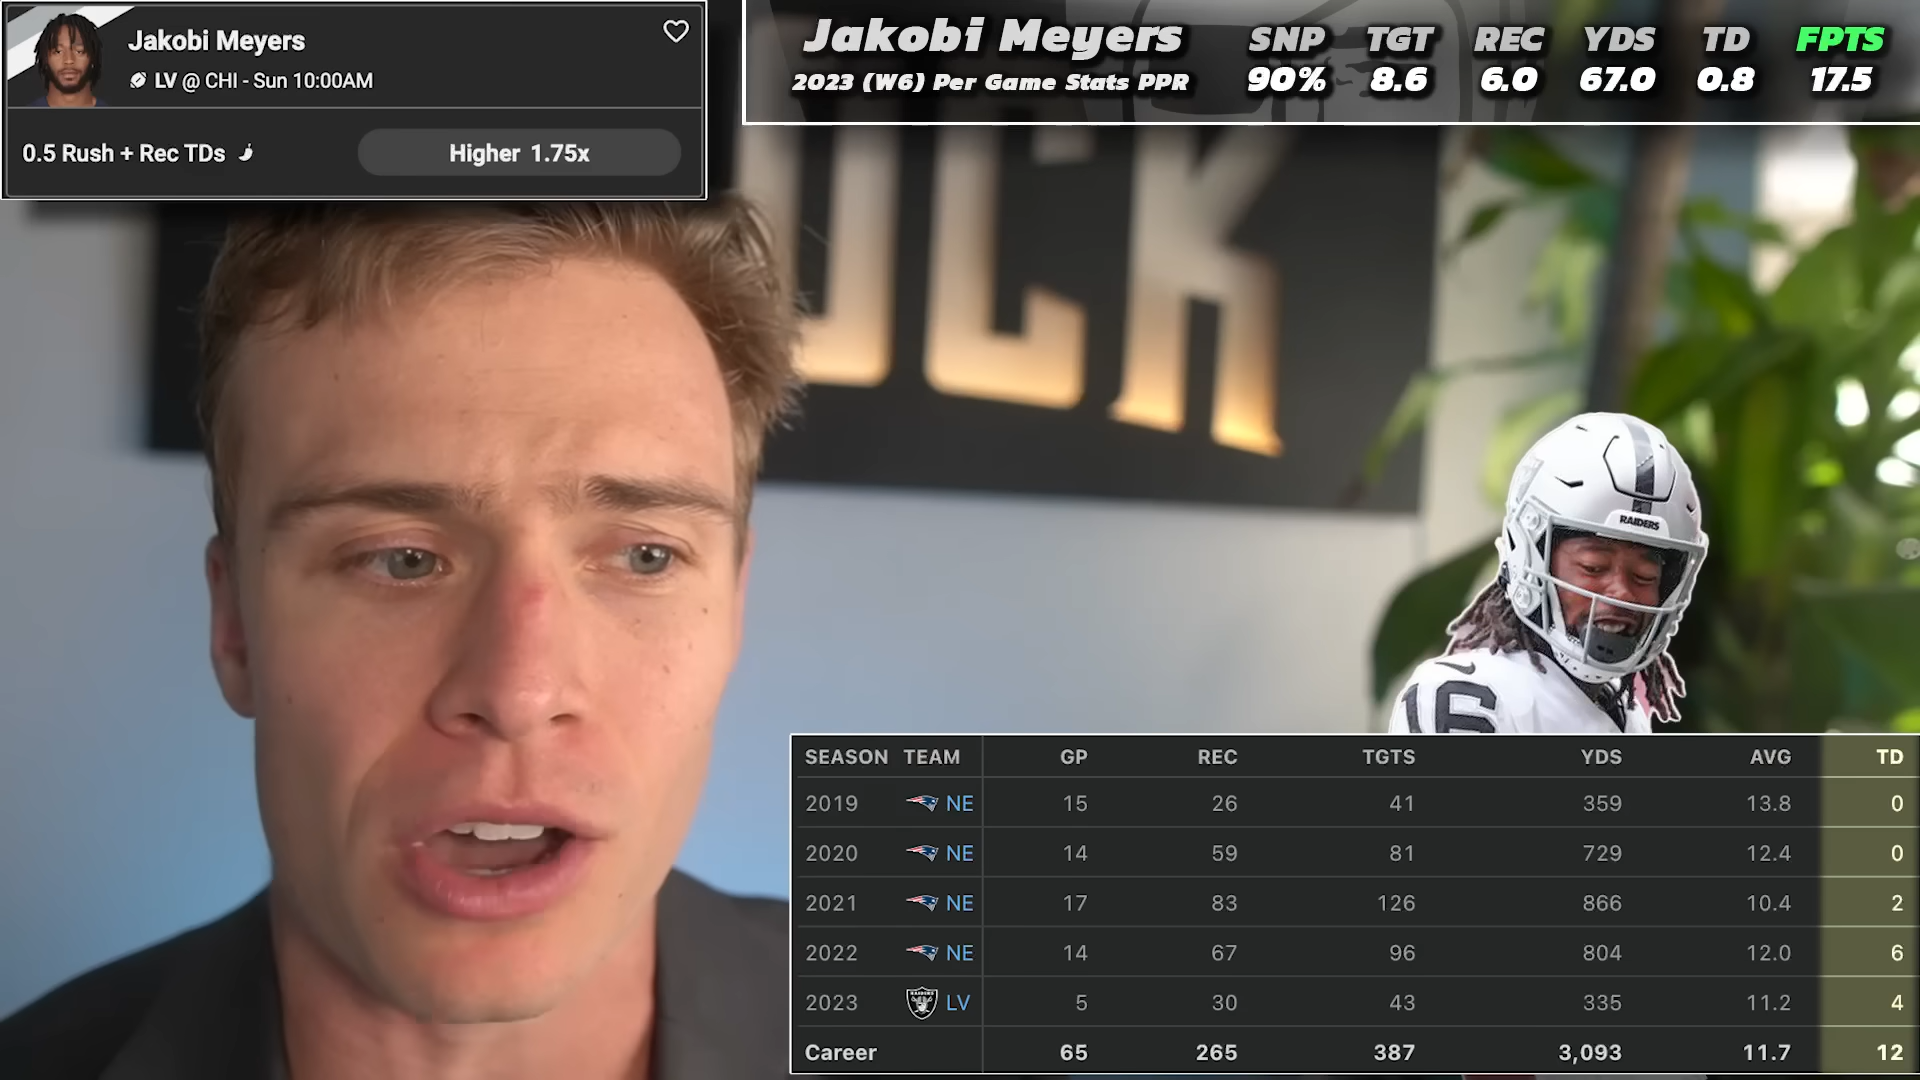 Jakobi Meyers
LV @ CHI - Sun 10:00AM
0.5 Rush + Rec TDs
Higher 1.75x
Jakobi Meyers SNP TGT REC YDS TD FPTS
2023 (W6) Per Game Stats PPR 90% 8.6 6.0 67.0 0.8 17.5
RAIDERS
16
SEASON TEAM GP REC TGTS YDS AVG TD
2019 NE 15 26 41 359 13.8 0
2020 NE 14 59 81 729 12.4 0
2021 NE 17 83 126 866 10.4 2
2022 NE 14 67 96 804 12.0 6
2023 LV 5 30 43 335 11.2 4
Career 65 265 387 3,093 11.7 12